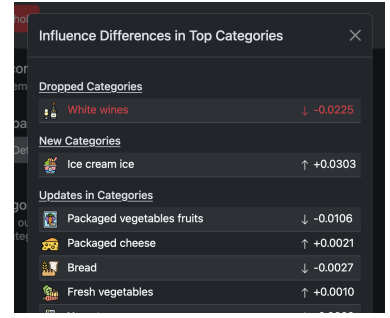 Influence Differences in Top Categories
Dropped Categories
White wines ↓ -0.0225
New Categories
Ice cream ice ↑ +0.0303
Updates in Categories
Packaged vegetables fruits ↓ -0.0106
Packaged cheese ↑ +0.0021
Bread ↓ -0.0027
Fresh vegetables ↑ +0.0010